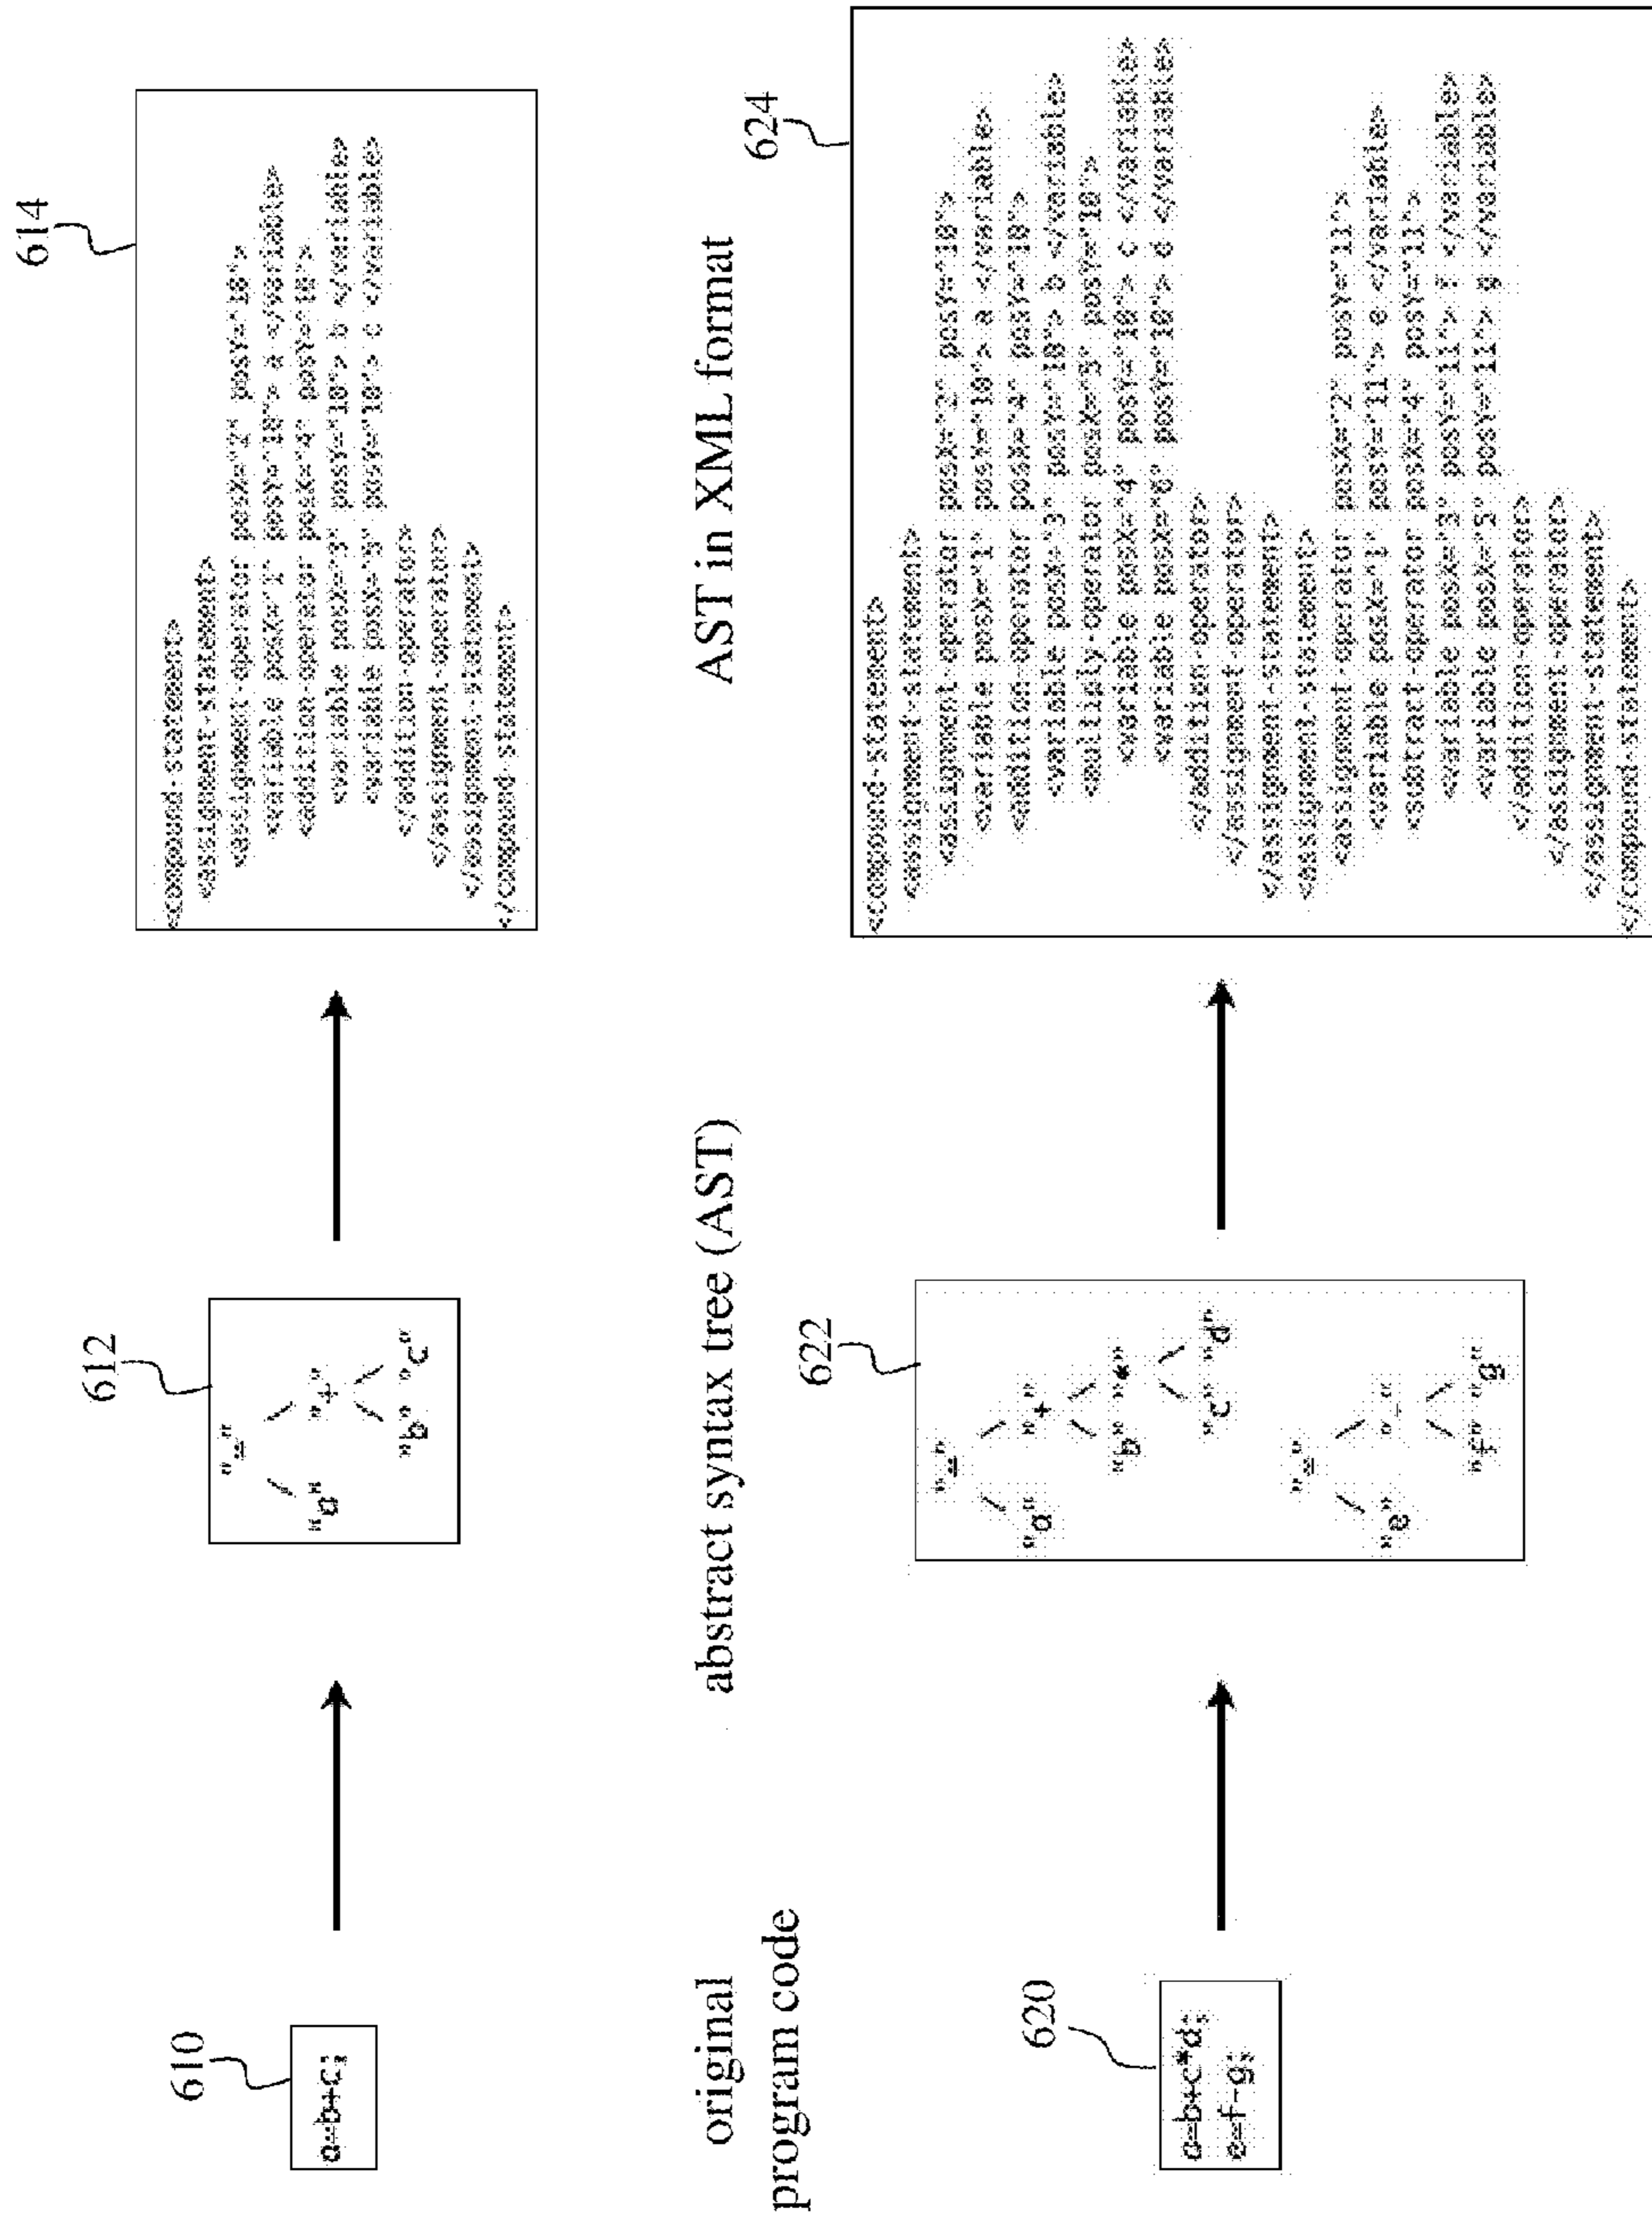 610
a=b+c;
612
"="
"a" "+"
"b" "c"
614
<compound-statement>
<assignment-statement>
<assignment-operator posX="2" posY="10">
<variable posX="1" posY="10"> a </variable>
<addition-operator posX="4" posY="10">
<variable posX="3" posY="10"> b </variable>
<variable posX="5" posY="10"> c </variable>
</addition-operator>
</assignment-operator>
</assignment-statement>
</compound-statement>
original
program code
abstract syntax tree (AST)
AST in XML format
620
a=b+c*d;
e=f-g;
622
"="
"a" "+"
"b" "*"
"c" "d"
"="
"e" "-"
"f" "g"
624
<compound-statement>
<assignment-statement>
<assignment-operator posX="2" posY="10">
<variable posX="1" posY="10"> a </variable>
<addition-operator posX="4" posY="10">
<variable posX="3" posY="10"> b </variable>
<multiply-operator posX="5" posY="10">
<variable posX="4" posY="10"> c </variable>
<variable posX="6" posY="10"> d </variable>
</addition-operator>
</assignment-operator>
</assignment-statement>
<assignment-statement>
<assignment-operator posX="2" posY="11">
<variable posX="1" posY="11"> e </variable>
<subtract-operator posX="4" posY="11">
<variable posX="3" posY="11"> f </variable>
<variable posX="5" posY="11"> g </variable>
</addition-operator>
</assignment-operator>
</assignment-statement>
</compound-statement>